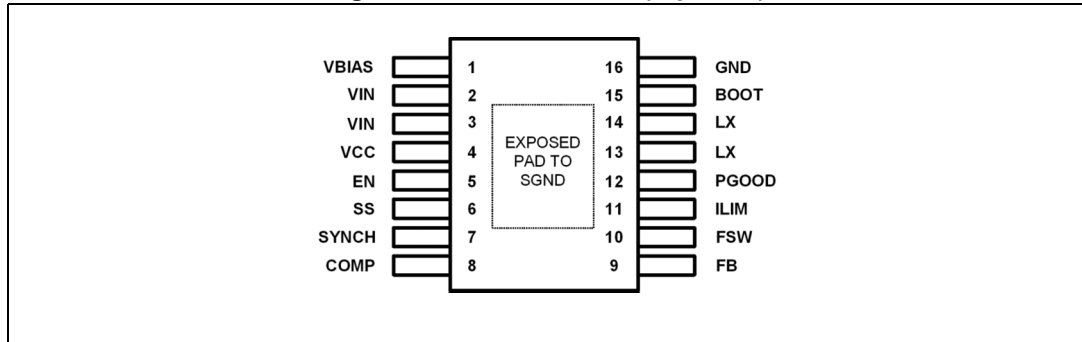 VBIAS 1 16 GND
VIN 2 15 BOOT
VIN 3 14 LX
VCC 4 13 LX
EN 5 12 PGOOD
SS 6 11 ILIM
SYNCH 7 10 FSW
COMP 8 9 FB
EXPOSED
PAD TO
SGND